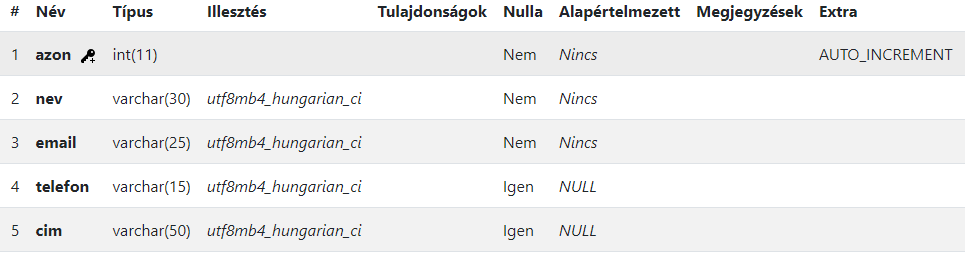 # Név Típus Illesztés Tulajdonságok Nulla Alapértelmezett Megjegyzések Extra
1 azon int(11) Nem Nincs AUTO_INCREMENT
2 nev varchar(30) utf8mb4_hungarian_ci Nem Nincs
3 email varchar(25) utf8mb4_hungarian_ci Nem Nincs
4 telefon varchar(15) utf8mb4_hungarian_ci Igen NULL
5 cim varchar(50) utf8mb4_hungarian_ci Igen NULL